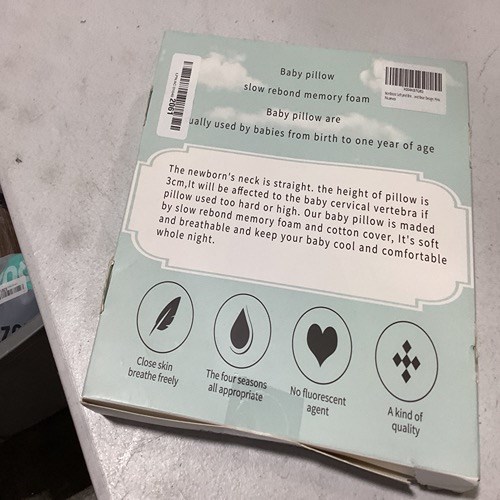 Baby pillow
slow rebond memory foam
Baby pillow are
ually used by babies from birth to one year of age
2061
The newborn's neck is straight. the height of pillow is
3cm,It will be affected to the baby cervical vertebra if
pillow used too hard or high. Our baby pillow is maded
by slow rebond memory foam and cotton cover, It's soft
and breathable and keep your baby cool and comfortable
whole night.
Close skin
breathe freely
The four seasons
all appropriate
No fluorescent
agent
A kind of
quality